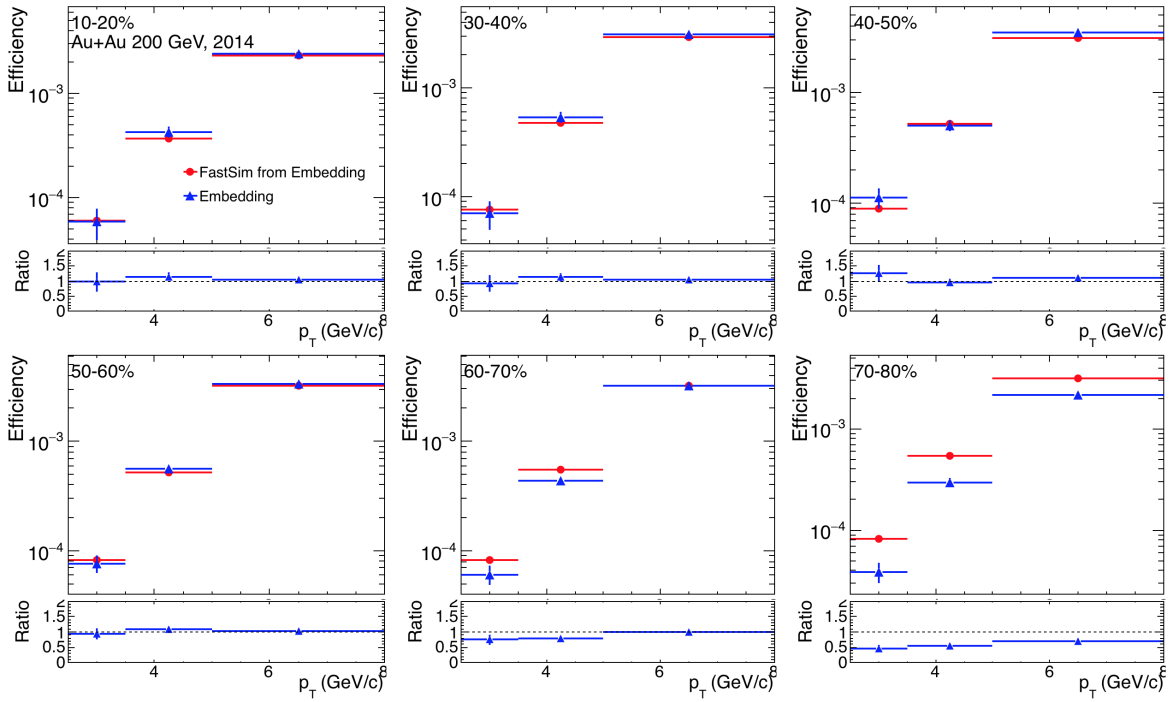 10-20%
Au+Au 200 GeV, 2014
Efficiency
10⁻³
10⁻⁴
FastSim from Embedding
Embedding
Ratio
1.5
1
0.5
0
4 6 8
p_T (GeV/c)
30-40%
Efficiency
10⁻³
10⁻⁴
Ratio
1.5
1
0.5
0
4 6 8
p_T (GeV/c)
40-50%
Efficiency
10⁻³
10⁻⁴
Ratio
1.5
1
0.5
0
4 6 8
p_T (GeV/c)
50-60%
Efficiency
10⁻³
10⁻⁴
Ratio
1.5
1
0.5
0
4 6 8
p_T (GeV/c)
60-70%
Efficiency
10⁻³
10⁻⁴
Ratio
1.5
1
0.5
0
4 6 8
p_T (GeV/c)
70-80%
Efficiency
10⁻³
10⁻⁴
Ratio
1.5
1
0.5
0
4 6 8
p_T (GeV/c)